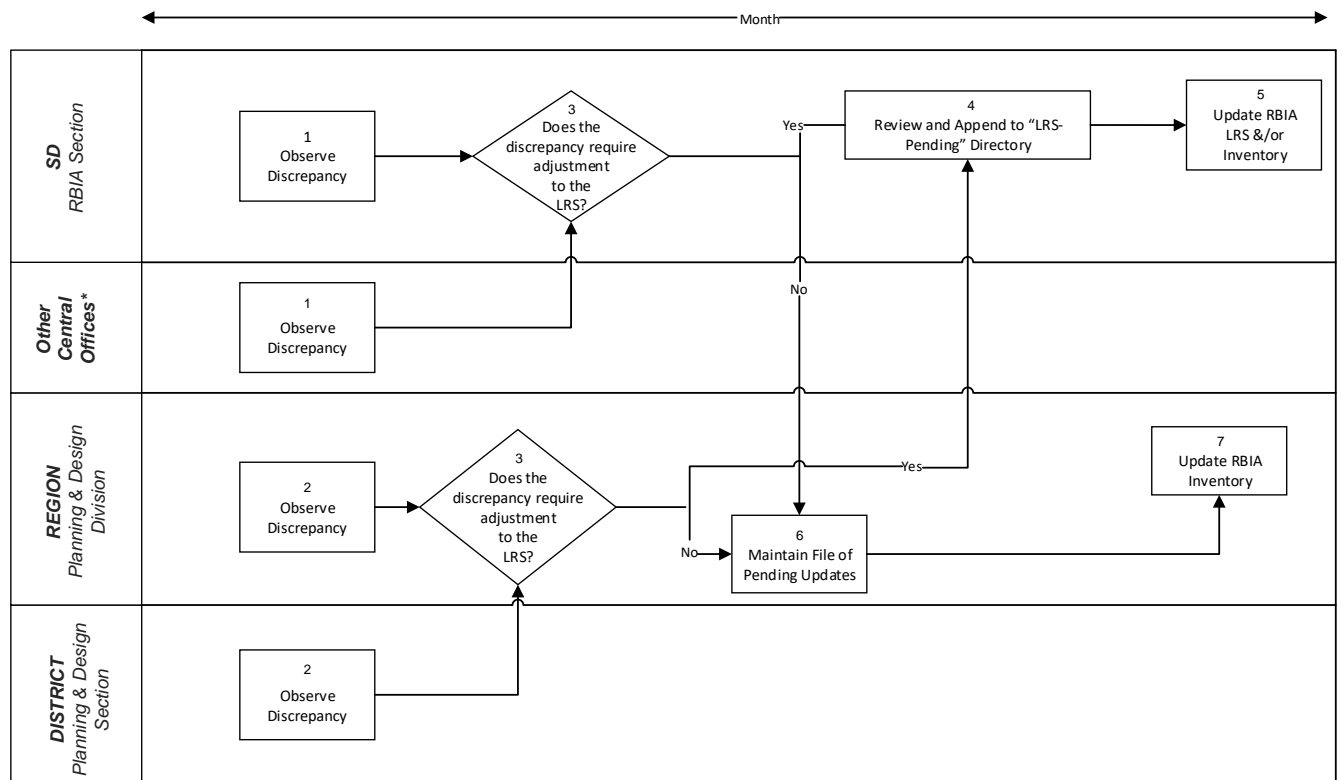 Month
SD
RBIA Section
1
Observe
Discrepancy
3
Does the
discrepancy require
adjustment
to the
LRS?
Yes
No
4
Review and Append to “LRS-
Pending” Directory
5
Update RBIA
LRS &/or
Inventory
Other
Central
Offices*
1
Observe
Discrepancy
REGION
Planning & Design
Division
2
Observe
Discrepancy
3
Does the
discrepancy require
adjustment
to the
LRS?
Yes
No
6
Maintain File of
Pending Updates
7
Update RBIA
Inventory
DISTRICT
Planning & Design
Section
2
Observe
Discrepancy